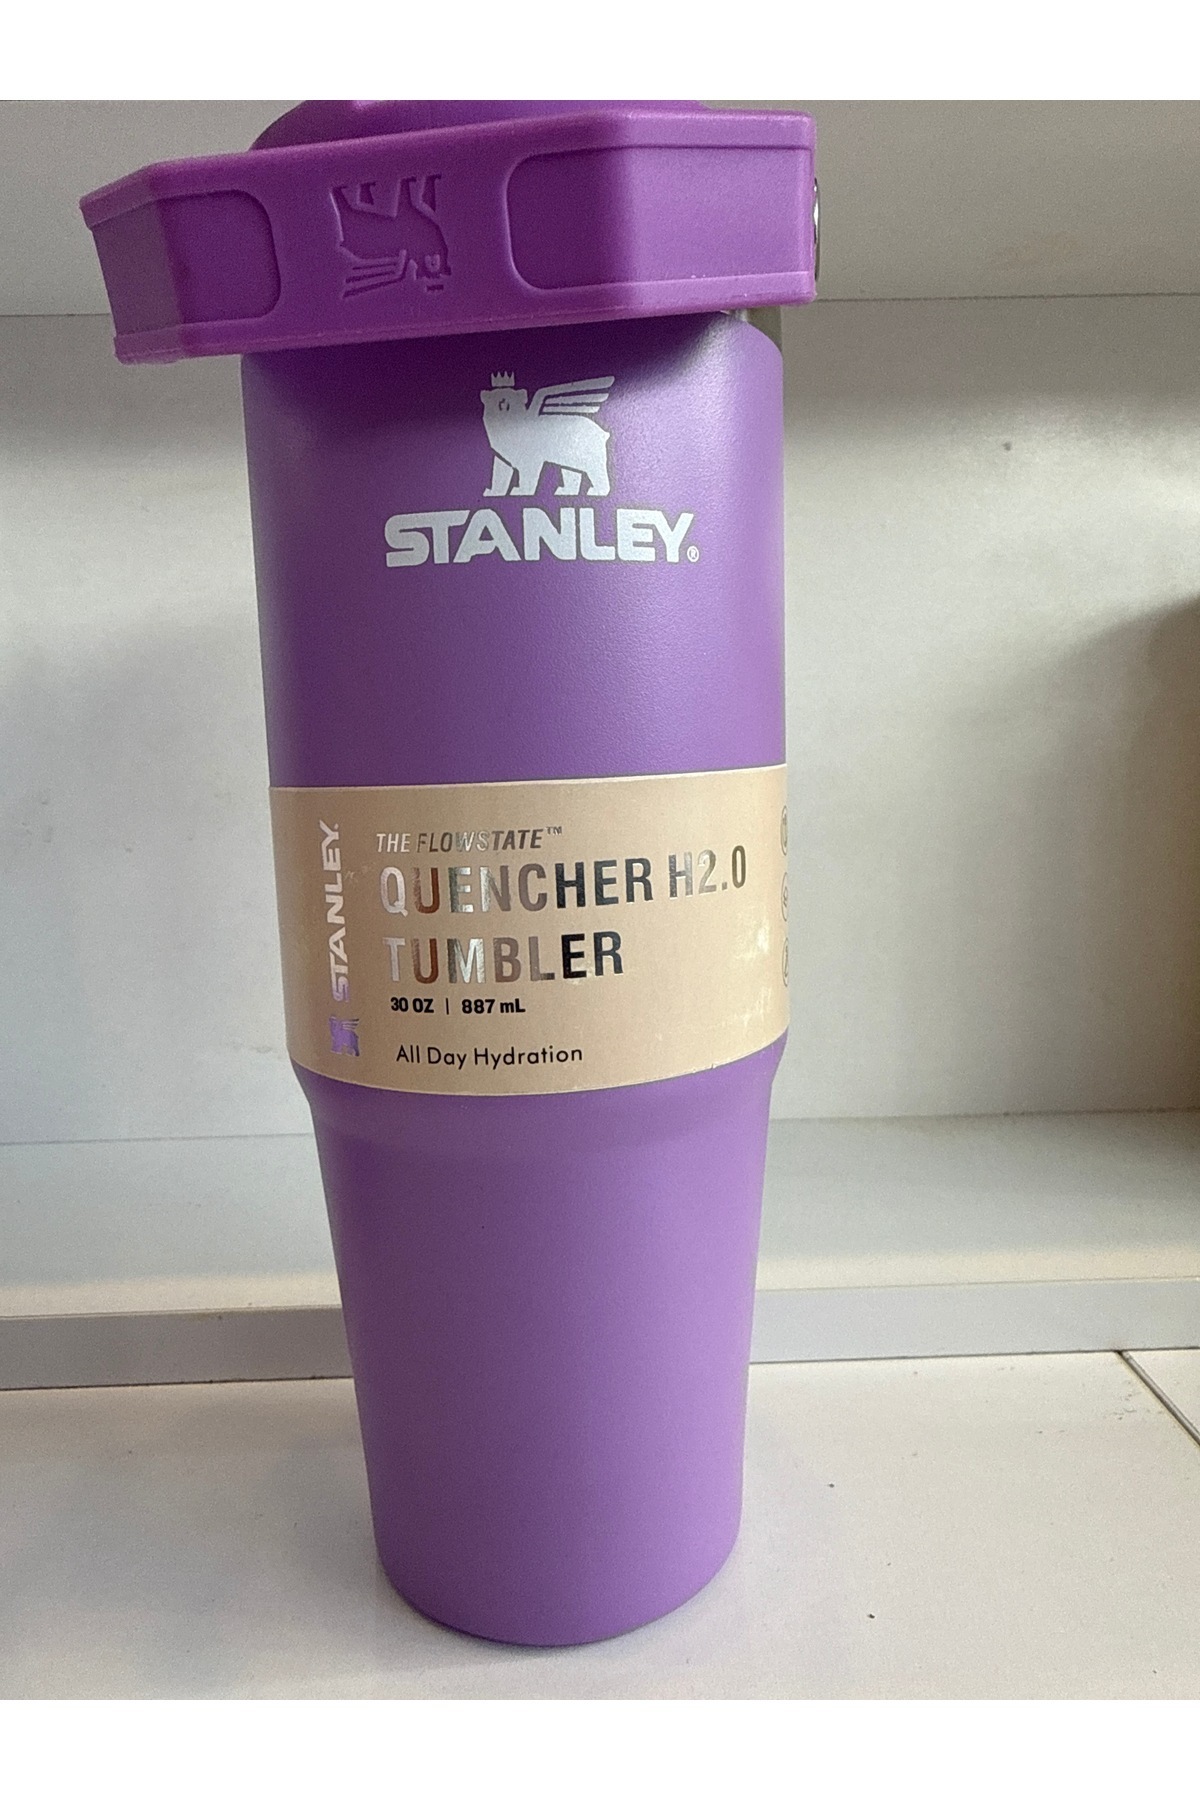 STANLEY®
THE FLOWSTATE™
QUENCHER H2.0
TUMBLER
30 OZ | 887 mL
All Day Hydration
STANLEY